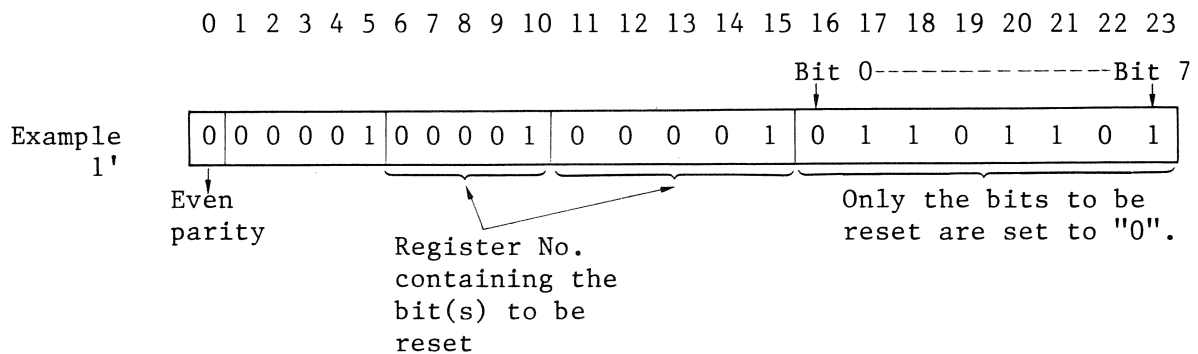 0 1 2 3 4 5 6 7 8 9 10 11 12 13 14 15 16 17 18 19 20 21 22 23
Bit 0--------------Bit 7
Example 0 0 0 0 0 1 0 0 0 0 1 0 0 0 0 1 0 1 1 0 1 1 0 1
1'
Even
parity
Register No.
containing the
bit(s) to be
reset
Only the bits to be
reset are set to "0".